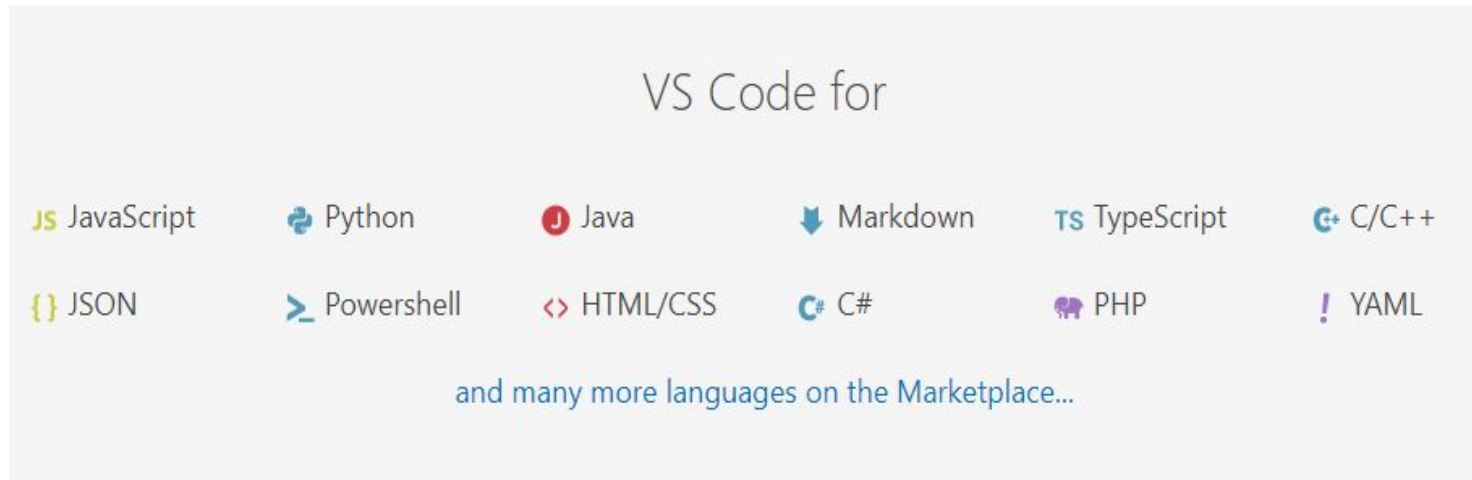 VS Code for
JS JavaScript Python J Java Markdown TS TypeScript C++ C/C++
{} JSON >_ Powershell <> HTML/CSS C# C# PHP ! YAML
and many more languages on the Marketplace...